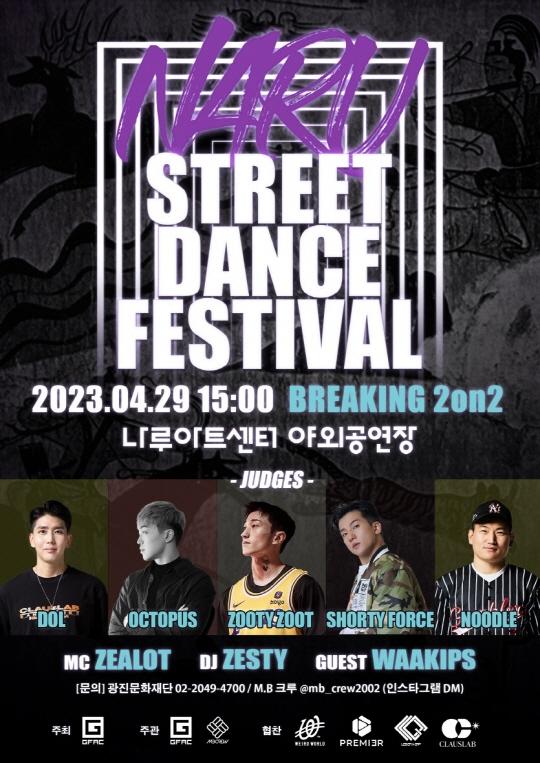 NARU
STREET
DANCE
FESTIVAL
2023.04.29 15:00 BREAKING 2on2
나루아트센터 야외공연장
- JUDGES -
DOL OCTOPUS ZOOTY ZOOT SHORTY FORCE NOODLE
MC ZEALOT DJ ZESTY GUEST WAAKIPS
[문의] 광진문화재단 02-2049-4700 / M.B 크루 @mb_crew2002 (인스타그램 DM)
주최 GFAC 주관 GFAC MBCREW 협찬 WEIRD WORLD PREMI3R CLAUSLAB